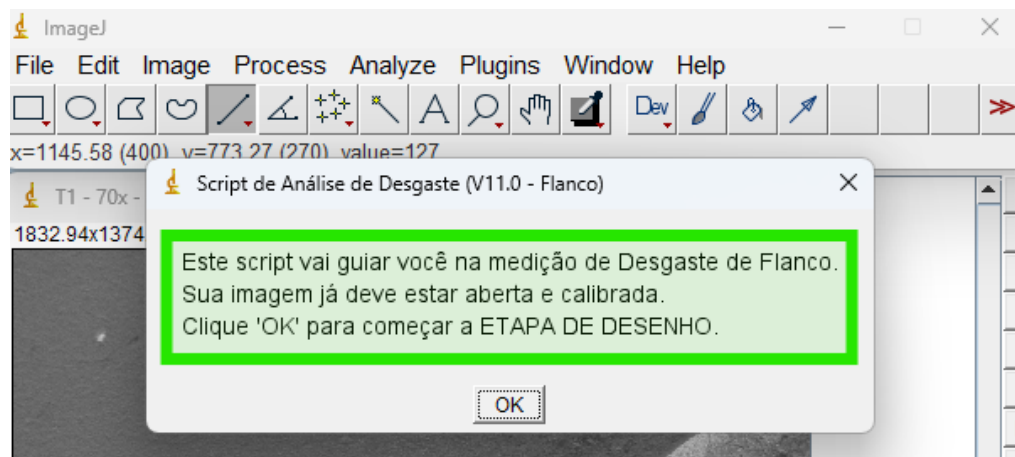 ImageJ
File Edit Image Process Analyze Plugins Window Help
A Dev
x=1145.58 (400), y=773.27 (270), value=127
T1 - 70x -
Script de Análise de Desgaste (V11.0 - Flanco)
1832.94x1374
Este script vai guiar você na medição de Desgaste de Flanco.
Sua imagem já deve estar aberta e calibrada.
Clique 'OK' para começar a ETAPA DE DESENHO.
OK